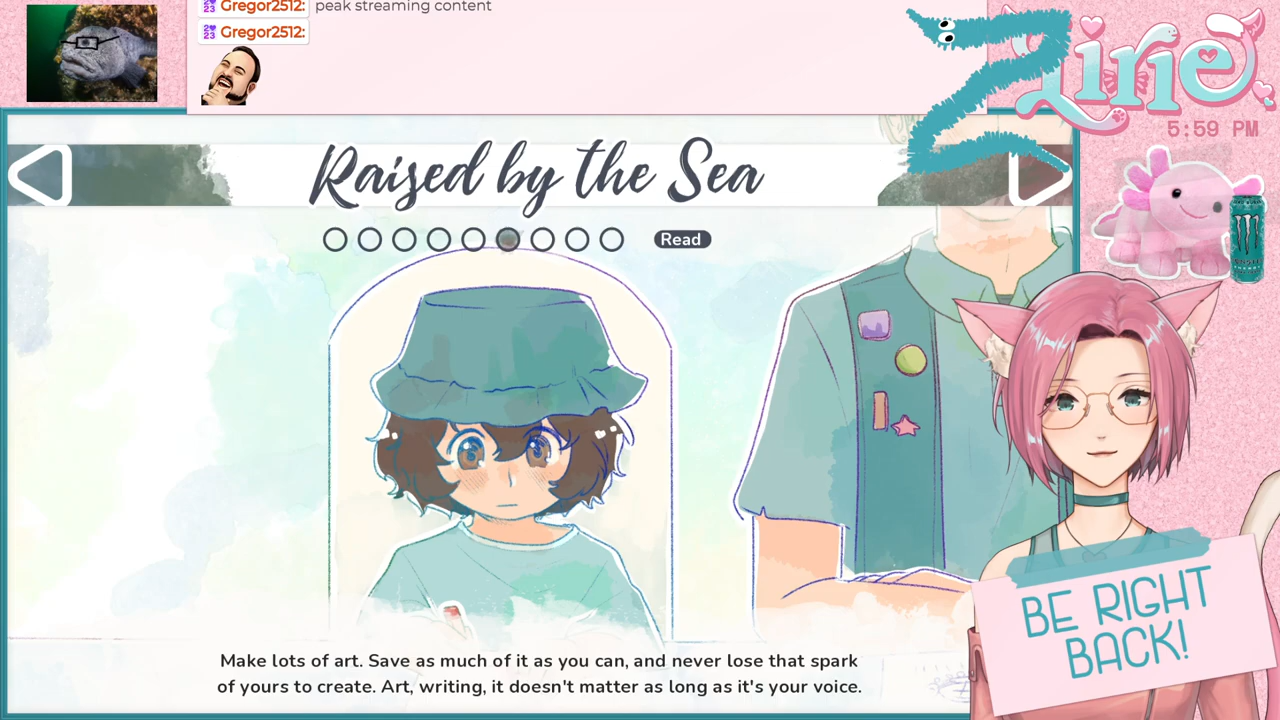 Gregor2512: peak streaming content
Gregor2512:
Zirie
5:59 PM
Raised by the Sea
Read
Make lots of art. Save as much of it as you can, and never lose that spark
of yours to create. Art, writing, it doesn't matter as long as it's your voice.
BE RIGHT
BACK!